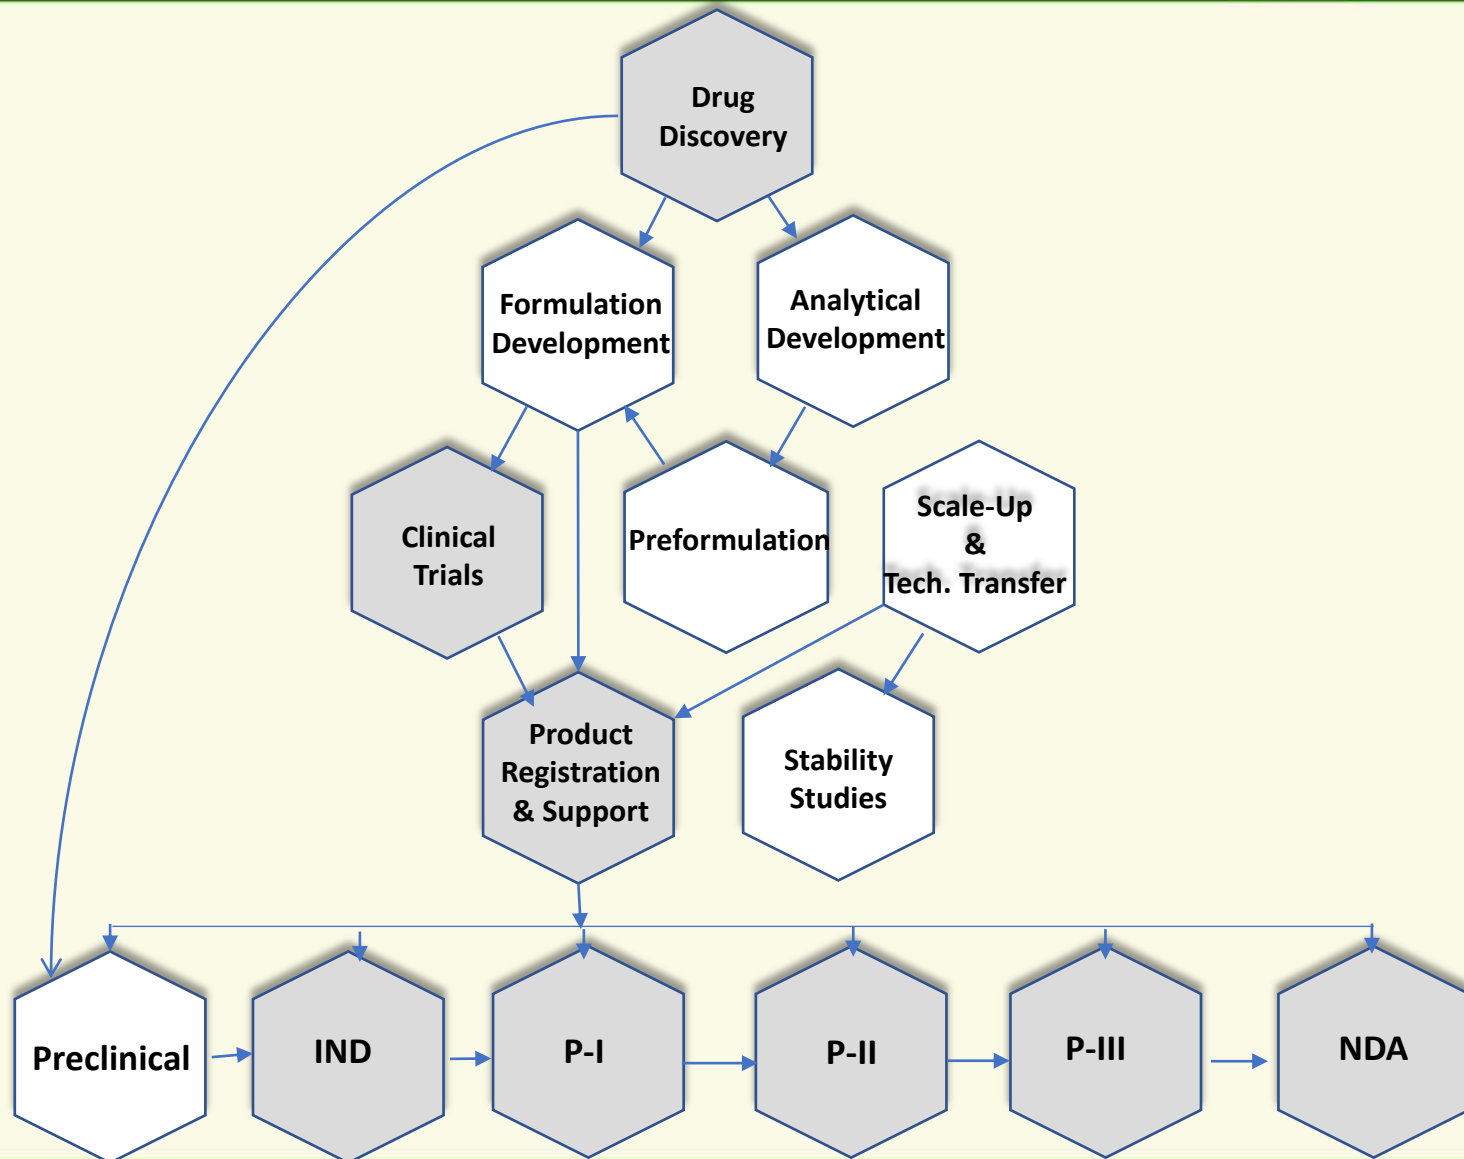 Drug
Discovery
Formulation
Development
Analytical
Development
Clinical
Trials
Preformulation
Scale-Up
&
Tech. Transfer
Product
Registration
& Support
Stability
Studies
Preclinical
IND
P-I
P-II
P-III
NDA